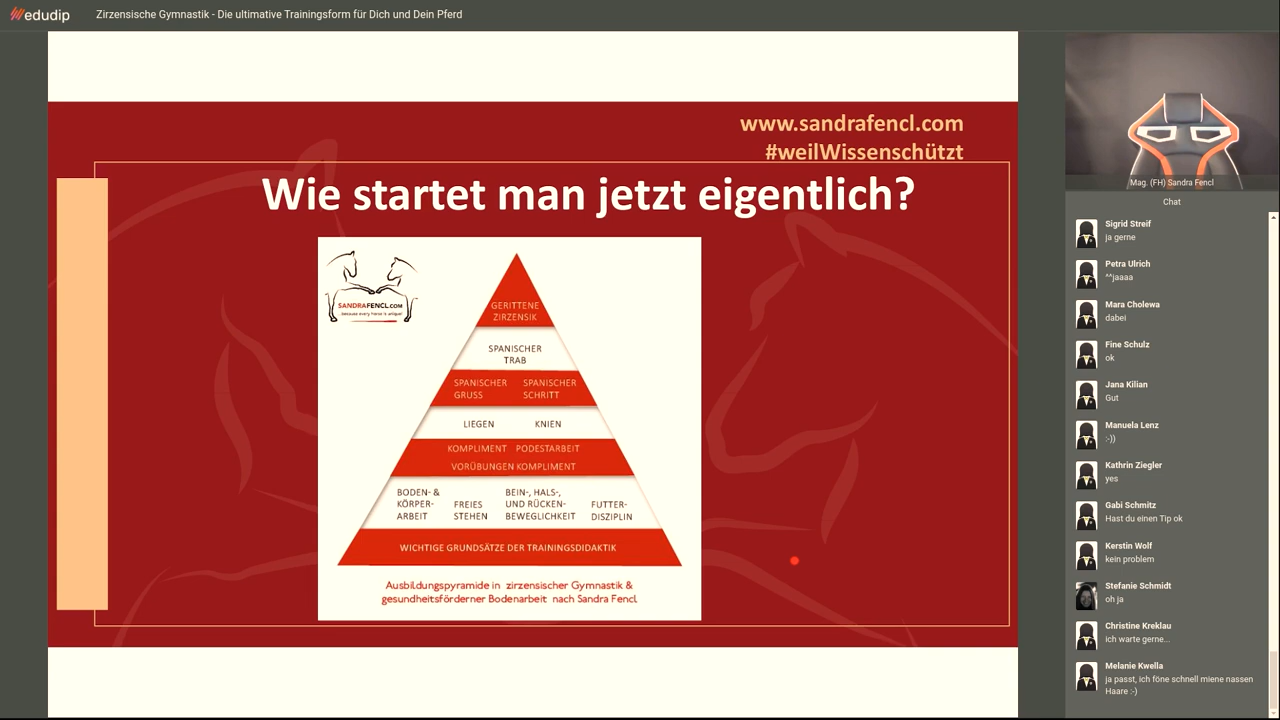 edudip
Zirzensische Gymnastik - Die ultimative Trainingsform für Dich und Dein Pferd
www.sandrafencl.com
#weilWissenschützt
Wie startet man jetzt eigentlich?
SANDRAFENCL.COM
because every horse is unique!
GERITTENE
ZIRZENSIK
SPANISCHER
TRAB
SPANISCHER SPANISCHER
GRUSS SCHRITT
LIEGEN KNIEN
KOMPLIMENT PODESTARBEIT
VORÜBUNGEN KOMPLIMENT
BODEN- &
KÖRPER-
ARBEIT
FREIES
STEHEN
BEIN-, HALS-,
UND RÜCKEN-
BEWEGLICHKEIT
FUTTER-
DISZIPLIN
WICHTIGE GRUNDSÄTZE DER TRAININGSDIDAKTIK
Ausbildungspyramide in zirzensischer Gymnastik &
gesundheitsförderner Bodenarbeit nach Sandra Fencl
Mag. (FH) Sandra Fencl
Chat
Sigrid Streif
ja gerne
Petra Ulrich
^^jaaaa
Mara Cholewa
dabei
Fine Schulz
ok
Jana Kilian
Gut
Manuela Lenz
:-))
Kathrin Ziegler
yes
Gabi Schmitz
Hast du einen Tip ok
Kerstin Wolf
kein problem
Stefanie Schmidt
oh ja
Christine Kreklau
ich warte gerne...
Melanie Kwella
ja passt, ich föne schnell miene nassen
Haare :-)